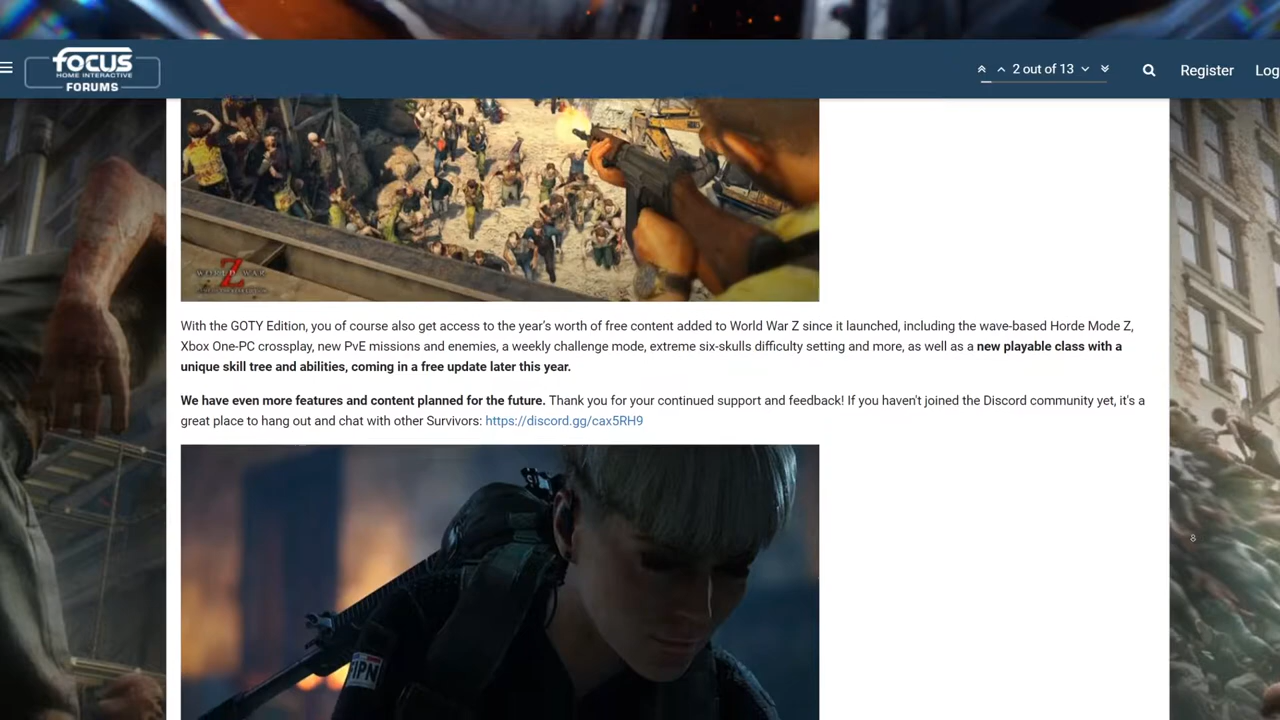 focus
HOME INTERACTIVE
FORUMS
2 out of 13
Register
Log
WORLD WAR Z
With the GOTY Edition, you of course also get access to the year's worth of free content added to World War Z since it launched, including the wave-based Horde Mode Z,
Xbox One-PC crossplay, new PvE missions and enemies, a weekly challenge mode, extreme six-skulls difficulty setting and more, as well as a new playable class with a
unique skill tree and abilities, coming in a free update later this year.
We have even more features and content planned for the future. Thank you for your continued support and feedback! If you haven't joined the Discord community yet, it's a
great place to hang out and chat with other Survivors: https://discord.gg/cax5RH9
FIPN